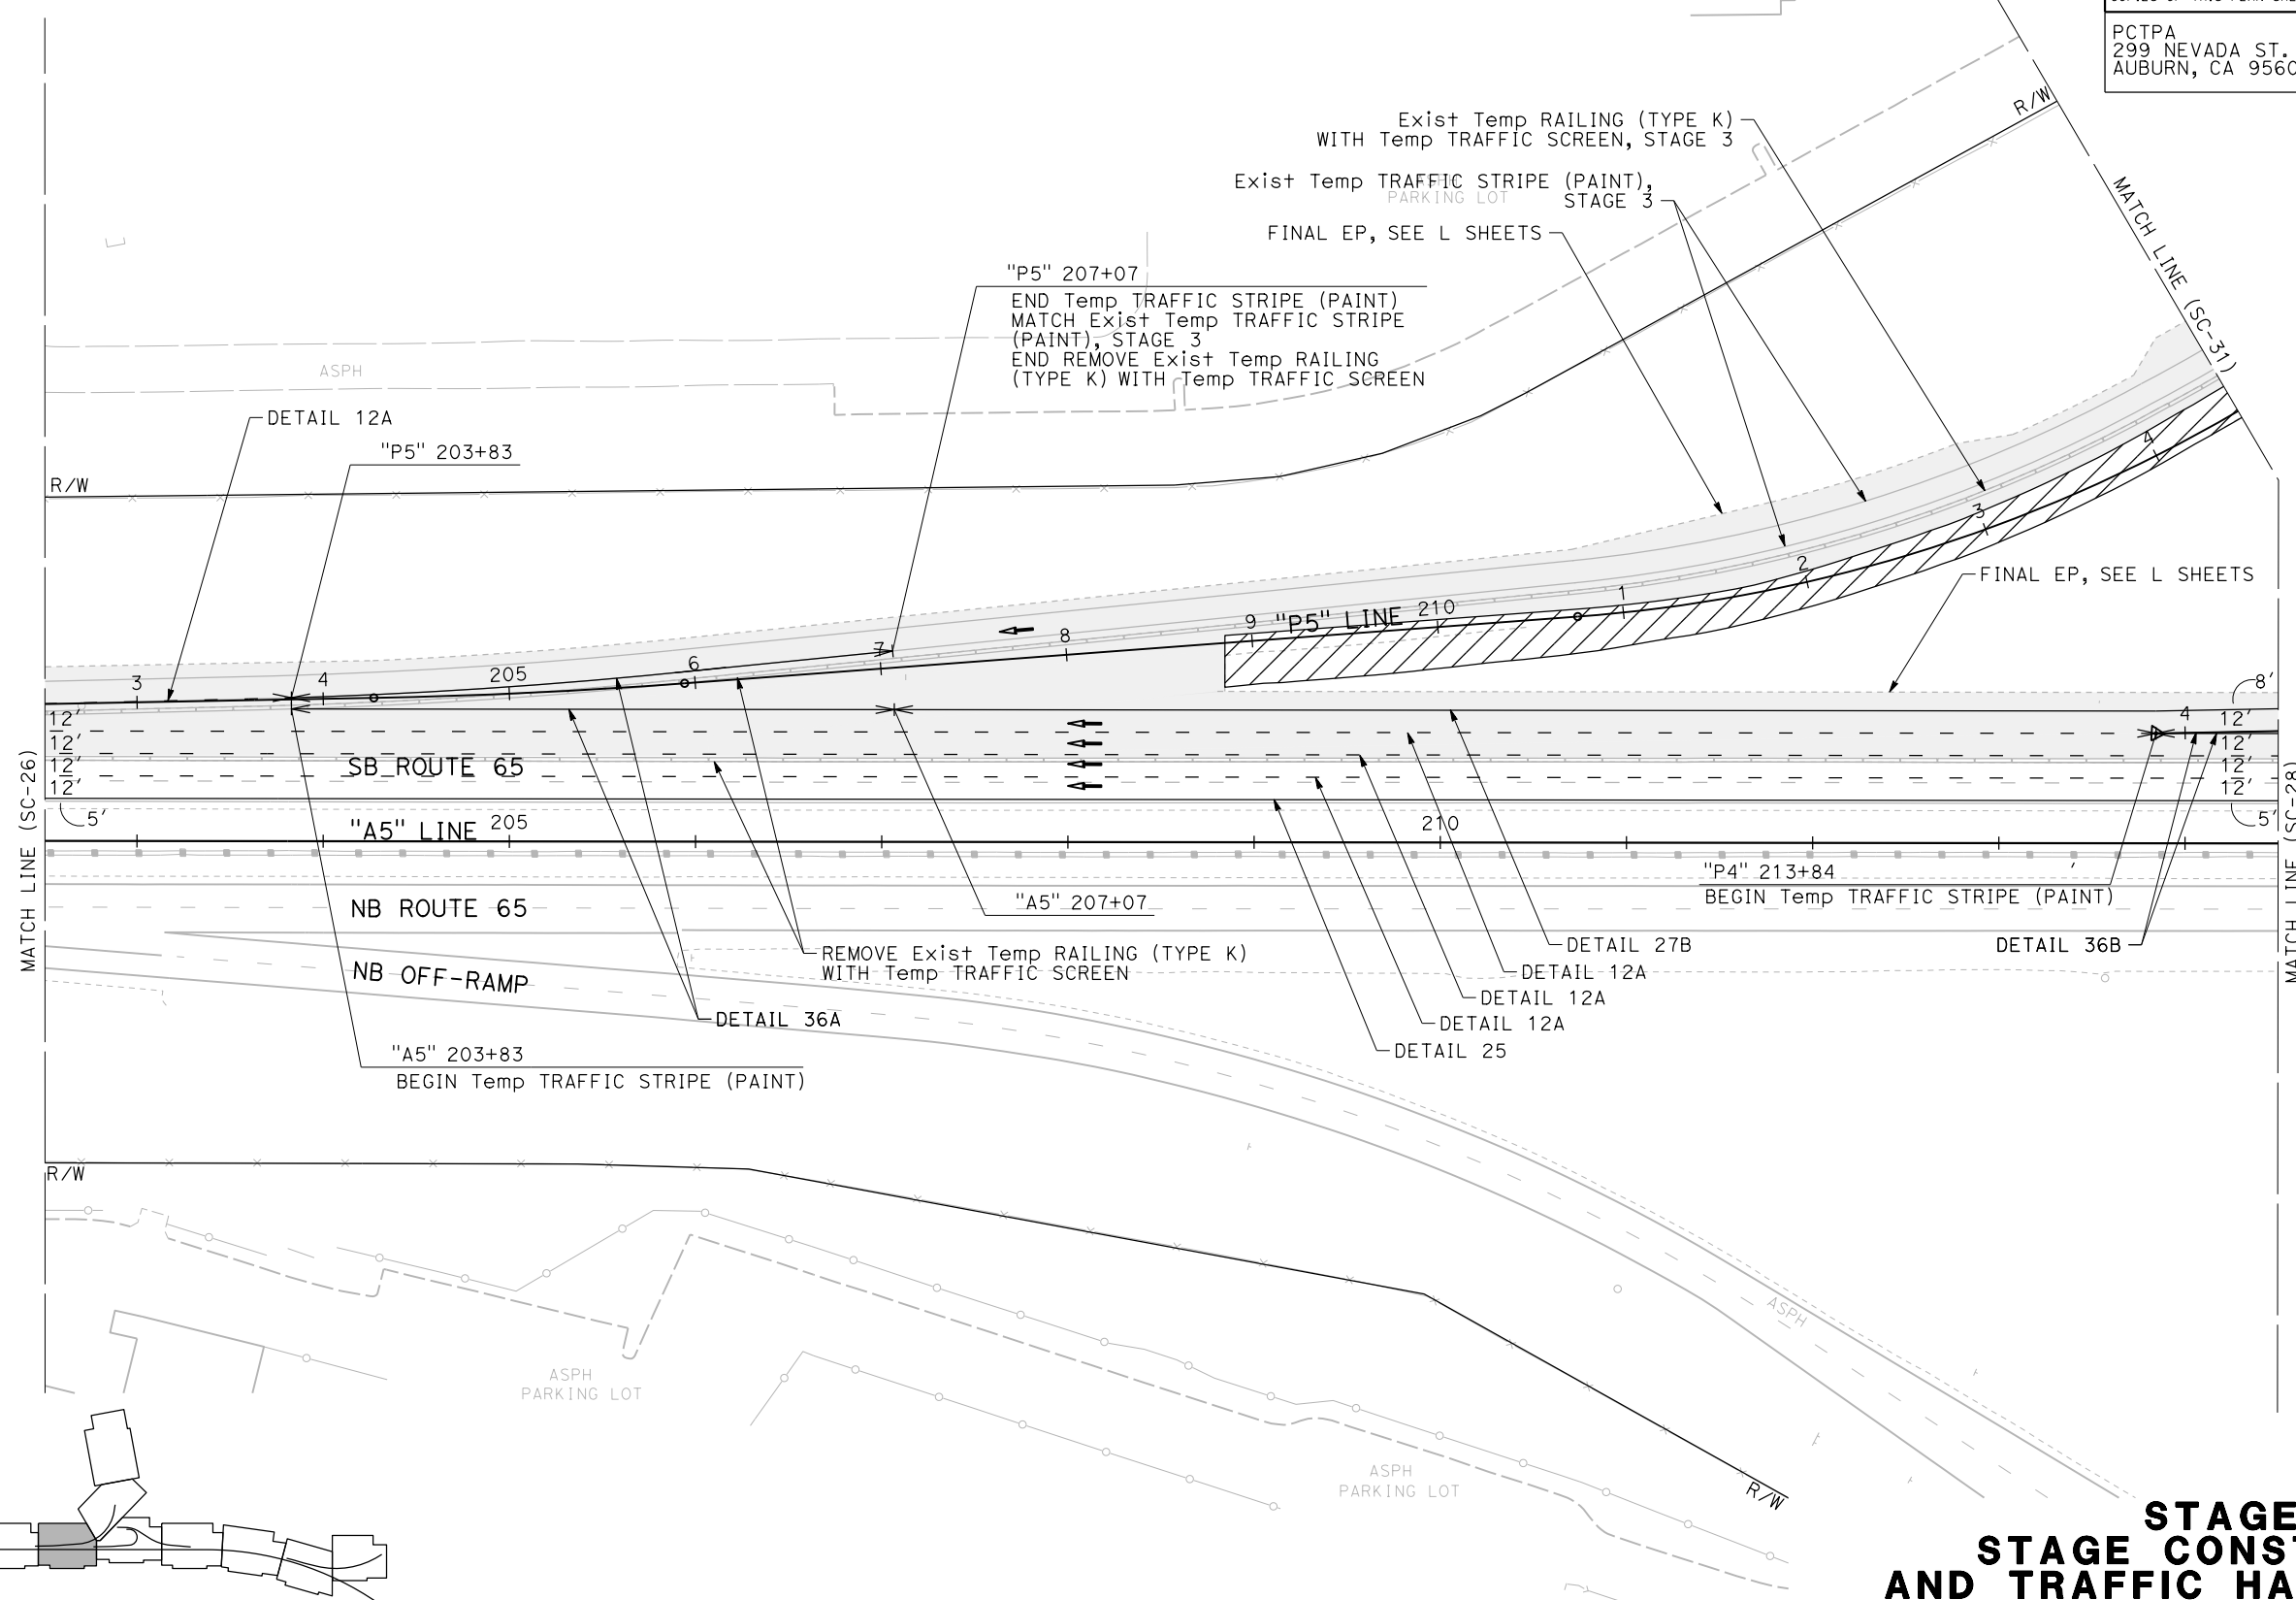 PCTPA
299 NEVADA ST.
AUBURN, CA 9560
R/W
Exist Temp RAILING (TYPE K)
WITH Temp TRAFFIC SCREEN, STAGE 3
Exist Temp TRAFFIC STRIPE (PAINT),
STAGE 3
PARKING LOT
FINAL EP, SEE L SHEETS
MATCH LINE (SC-31)
"P5" 207+07
END Temp TRAFFIC STRIPE (PAINT)
MATCH Exist Temp TRAFFIC STRIPE
(PAINT), STAGE 3
END REMOVE Exist Temp RAILING
(TYPE K) WITH Temp TRAFFIC SCREEN
ASPH
DETAIL 12A
"P5" 203+83
R/W
4
3
2
1
FINAL EP, SEE L SHEETS
210
"P5" LINE
9
8
7
6
205
4
3
8'
4
12'
12'
12'
12'
12'
12'
12'
12'
SB ROUTE 65
5'
5'
"A5" LINE
205
210
MATCH LINE (SC-26)
MATCH LINE (SC-28)
"P4" 213+84
BEGIN Temp TRAFFIC STRIPE (PAINT)
NB ROUTE 65
"A5" 207+07
DETAIL 27B
DETAIL 36B
REMOVE Exist Temp RAILING (TYPE K)
WITH Temp TRAFFIC SCREEN
DETAIL 12A
NB OFF-RAMP
DETAIL 12A
DETAIL 36A
DETAIL 12A
DETAIL 25
"A5" 203+83
BEGIN Temp TRAFFIC STRIPE (PAINT)
R/W
ASPH
ASPH
PARKING LOT
ASPH
PARKING LOT
R/W
STAGE
STAGE CONST
AND TRAFFIC HA